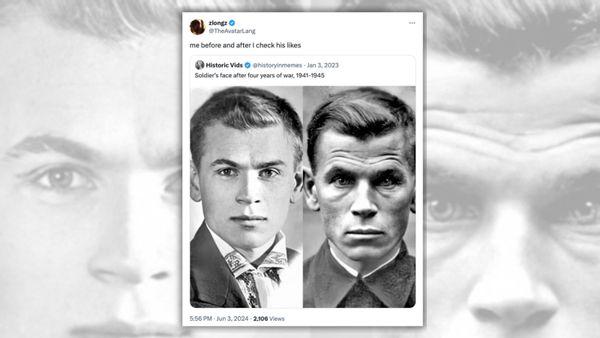 ziongz
@TheAvatarLang
me before and after I check his likes
Historic Vids @historyinmemes · Jan 3, 2023
Soldier's face after four years of war, 1941-1945
5:56 PM · Jun 3, 2024 · 2,106 Views